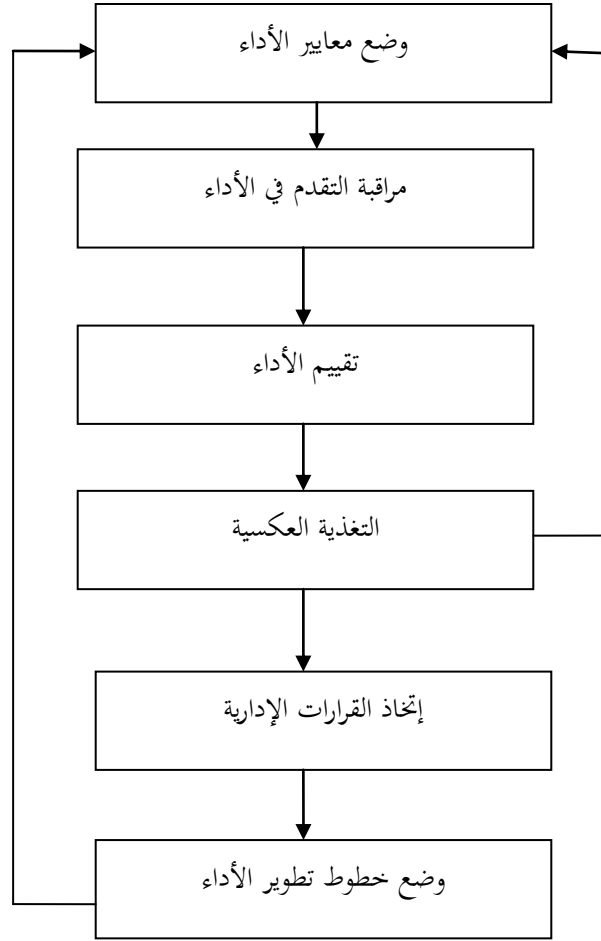 وضع معايير الأداء
مراقبة التقدم في الأداء
تقييم الأداء
التغذية العكسية
إتخاذ القرارات الإدارية
وضع خطوط تطوير الأداء